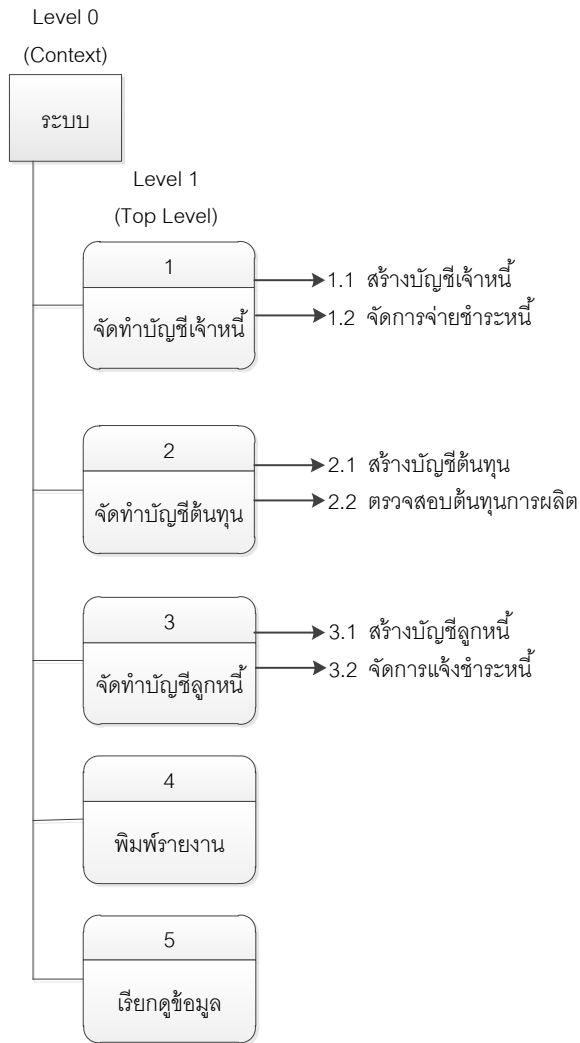 Level 0
(Context)
ระบบ
Level 1
(Top Level)
1
จัดทำบัญชีเจ้าหนี้
1.1 สร้างบัญชีเจ้าหนี้
1.2 จัดการจ่ายชำระหนี้
2
จัดทำบัญชีต้นทุน
2.1 สร้างบัญชีต้นทุน
2.2 ตรวจสอบต้นทุนการผลิต
3
จัดทำบัญชีลูกหนี้
3.1 สร้างบัญชีลูกหนี้
3.2 จัดการแจ้งชำระหนี้
4
พิมพ์รายงาน
5
เรียกดูข้อมูล